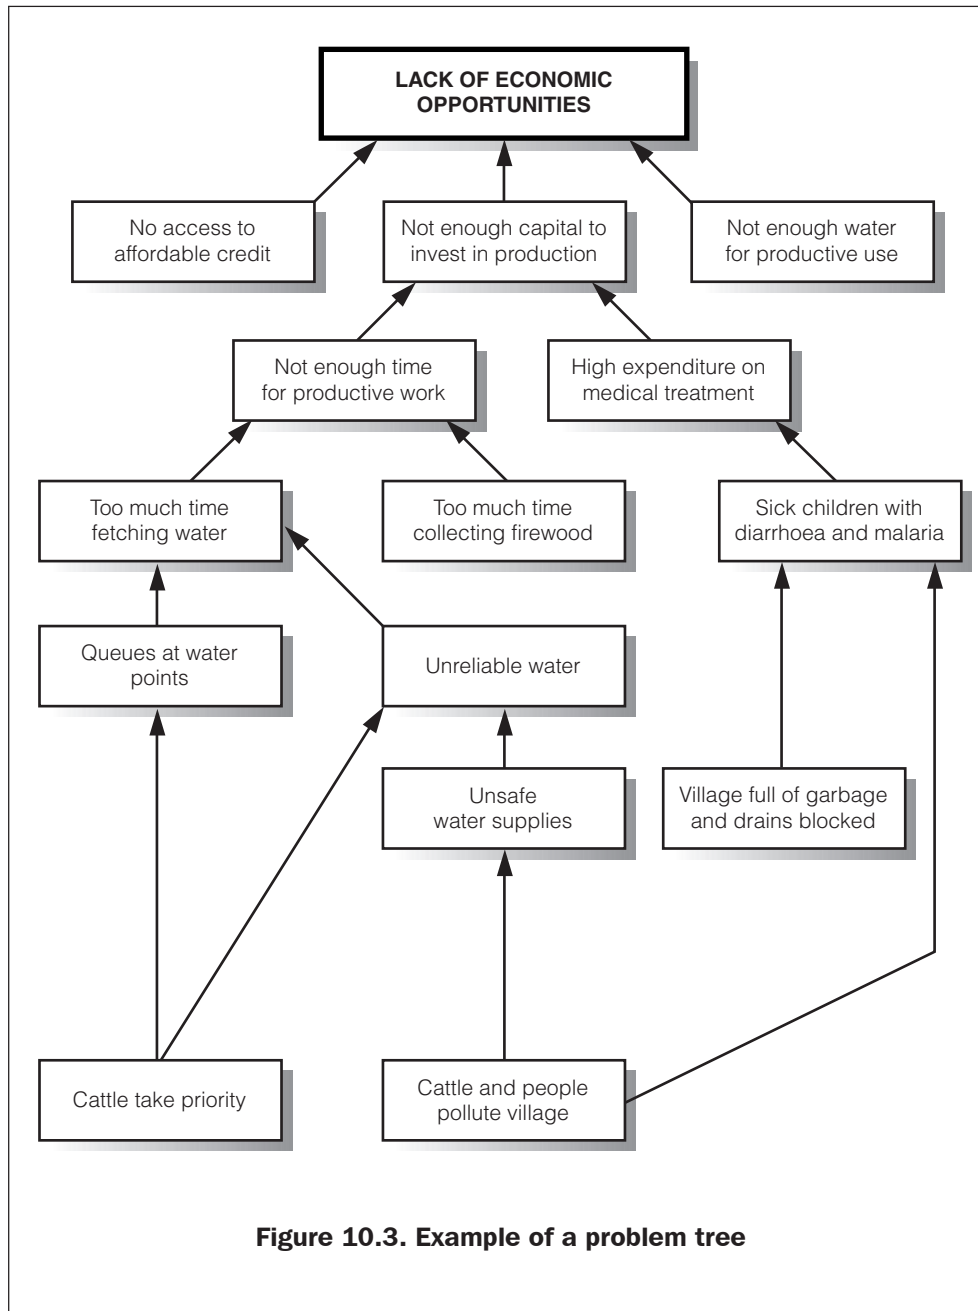 LACK OF ECONOMIC
OPPORTUNITIES
No access to
affordable credit
Not enough capital to
invest in production
Not enough water
for productive use
Not enough time
for productive work
High expenditure on
medical treatment
Too much time
fetching water
Too much time
collecting firewood
Sick children with
diarrhoea and malaria
Queues at water
points
Unreliable water
Unsafe
water supplies
Village full of garbage
and drains blocked
Cattle take priority
Cattle and people
pollute village
Figure 10.3. Example of a problem tree